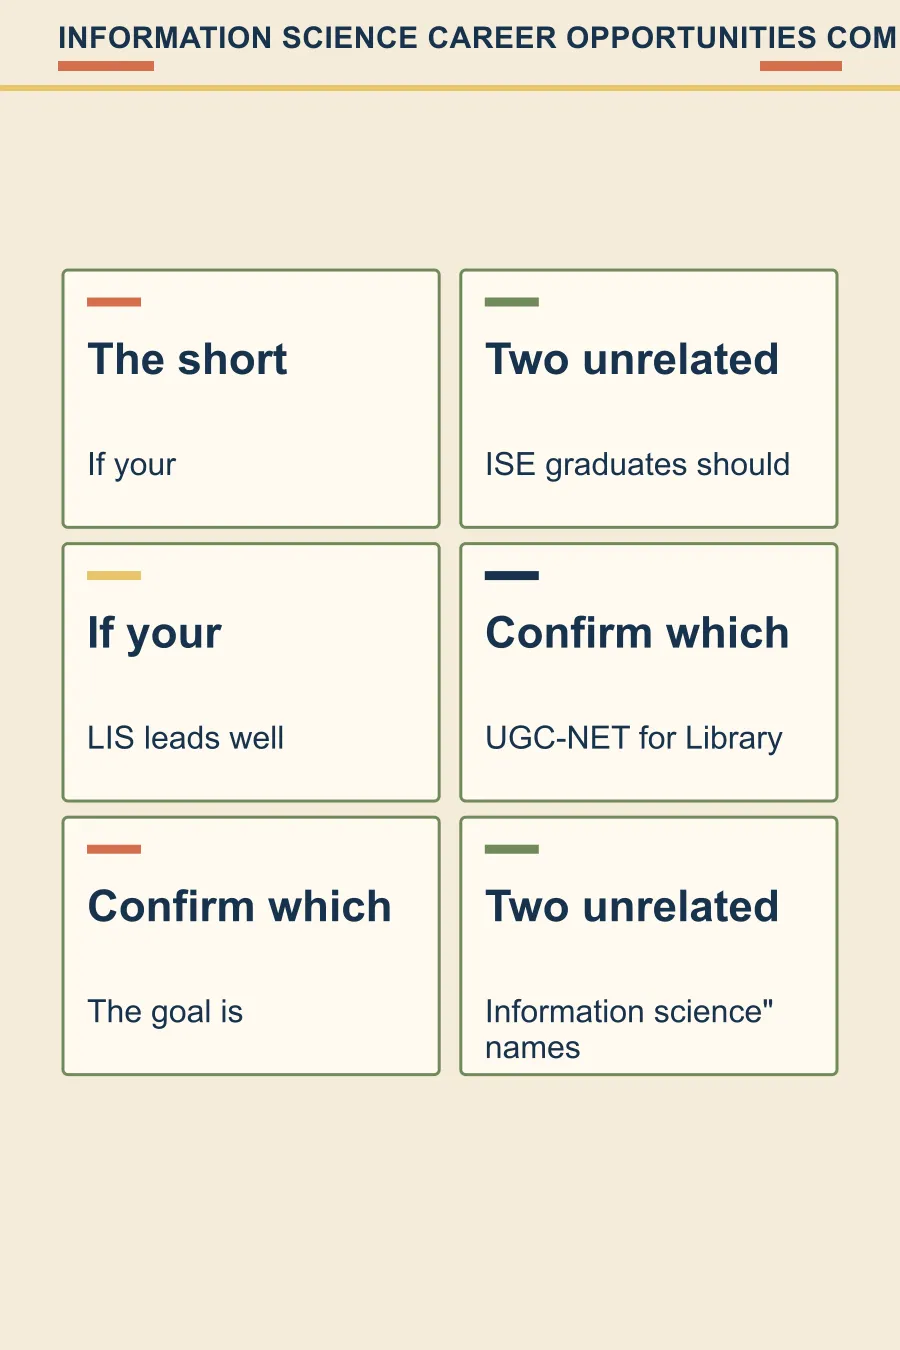 INFORMATION SCIENCE CAREER OPPORTUNITIES COM
The short
If your
Two unrelated
ISE graduates should
If your
LIS leads well
Confirm which
UGC-NET for Library
Confirm which
The goal is
Two unrelated
Information science"
names